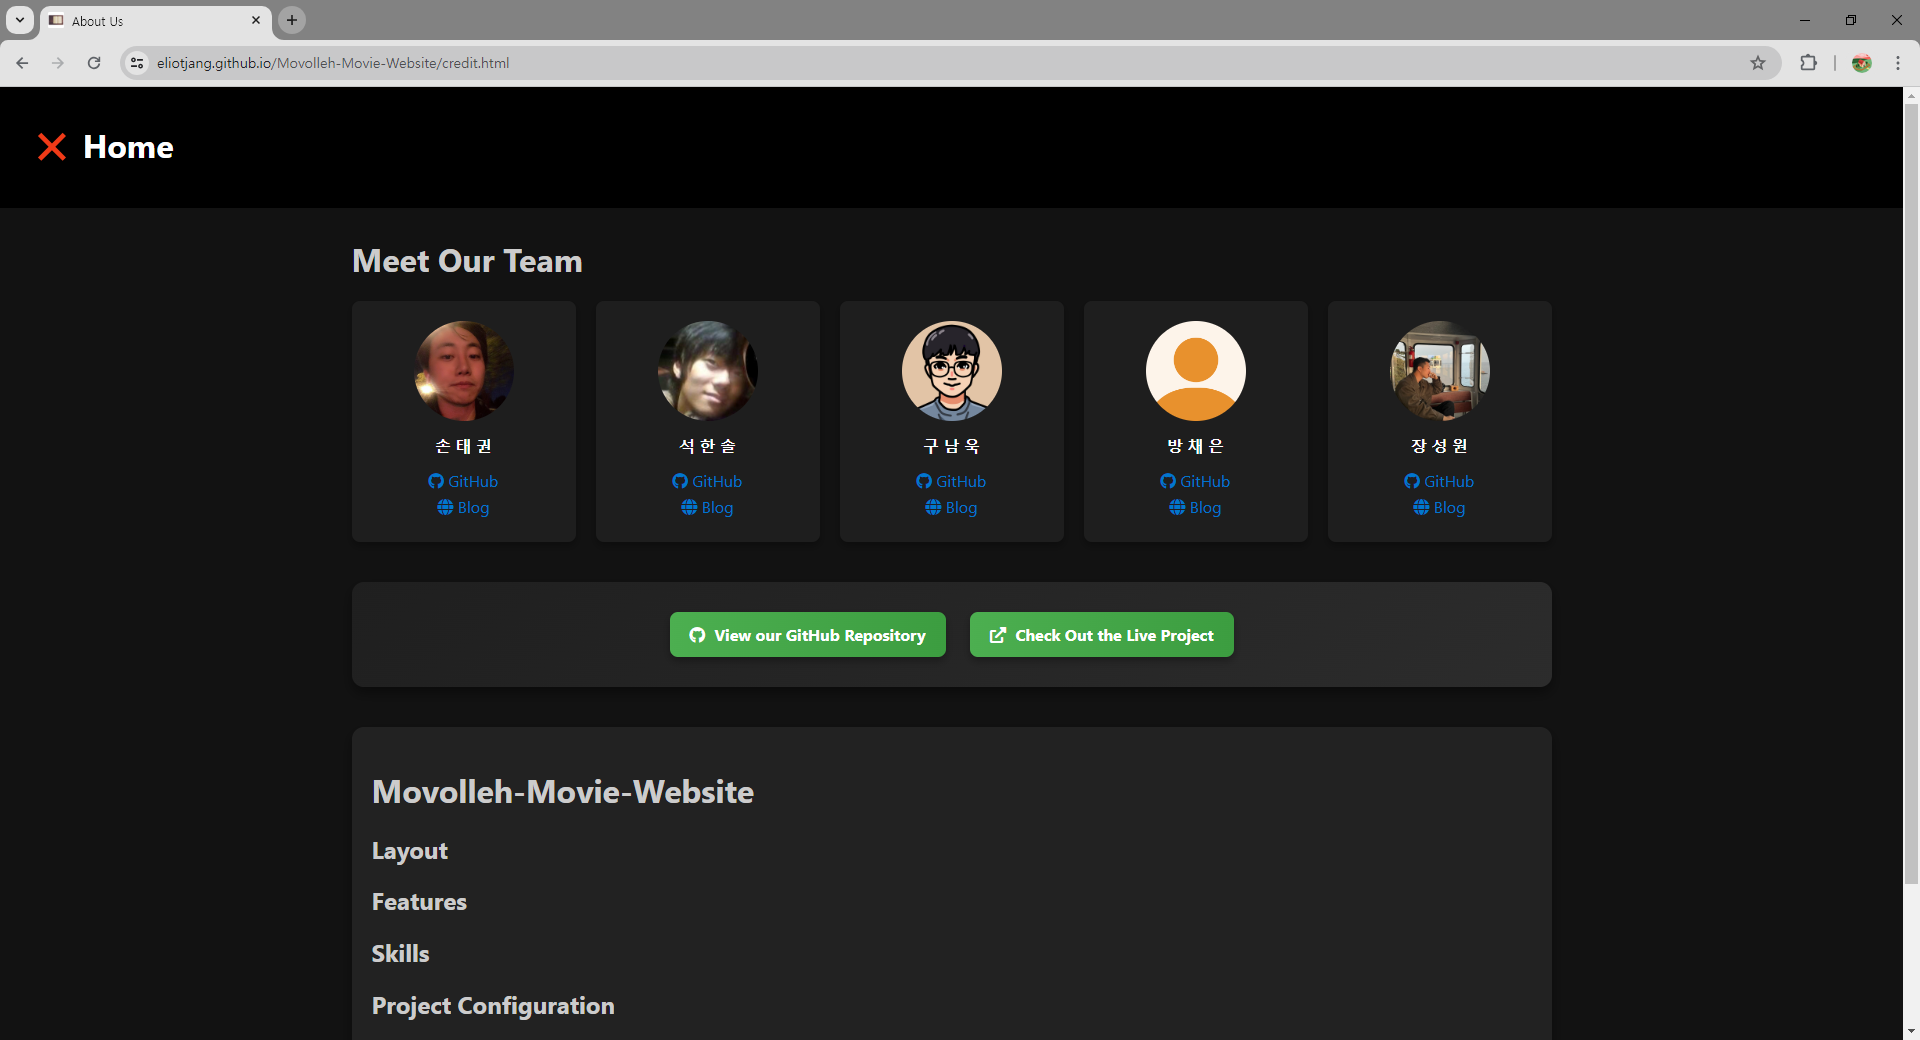 About Us
eliotjang.github.io/Movolleh-Movie-Website/credit.html
Home
Meet Our Team
손 태 권
GitHub
Blog
석 한 솔
GitHub
Blog
구 남 욱
GitHub
Blog
방 채 은
GitHub
Blog
장 성 원
GitHub
Blog
View our GitHub Repository
Check Out the Live Project
Movolleh-Movie-Website
Layout
Features
Skills
Project Configuration